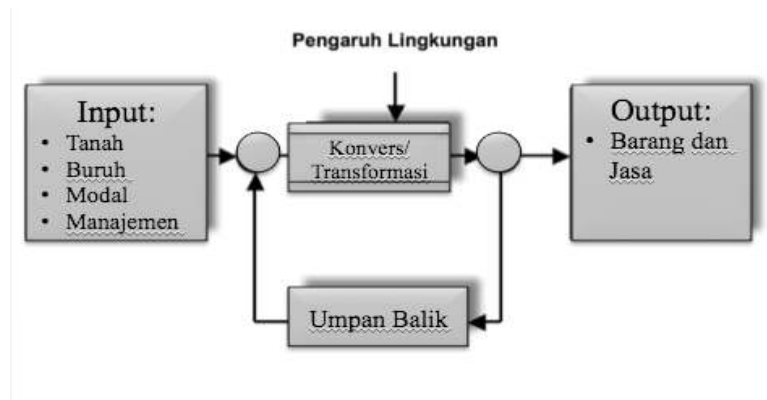 Pengaruh Lingkungan
Input:
• Tanah
• Buruh
• Modal
• Manajemen
Konvers/
Transformasi
Output:
• Barang dan
Jasa
Umpan Balik